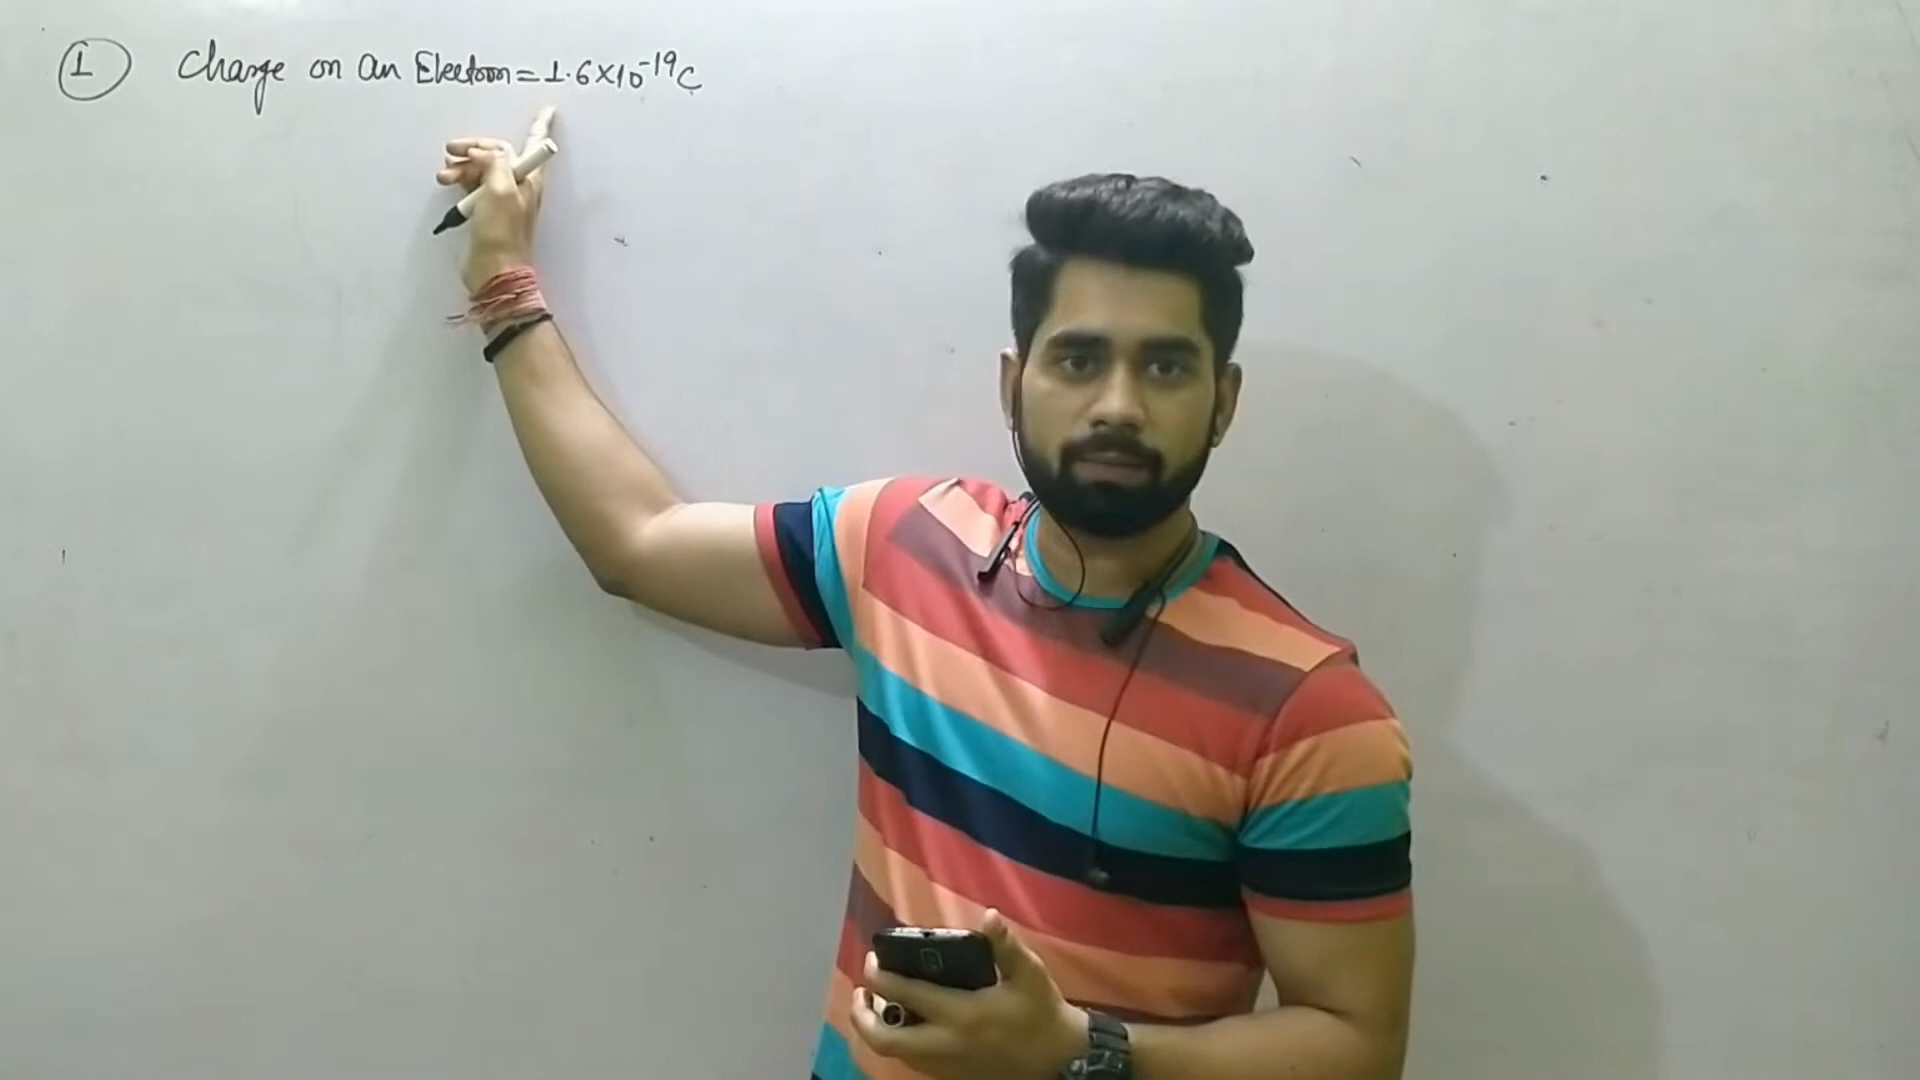 ① Charge on an Electron = 1.6×10⁻¹⁹C